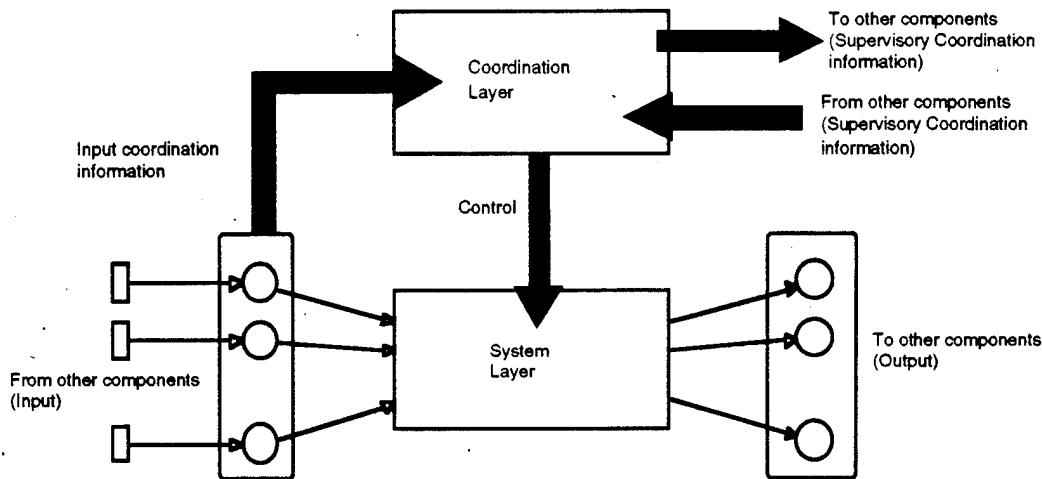 To other components
(Supervisory Coordination
information)
Coordination
Layer
From other components
(Supervisory Coordination
information)
Input coordination
information
Control
System
Layer
To other components
(Output)
From other components
(Input)